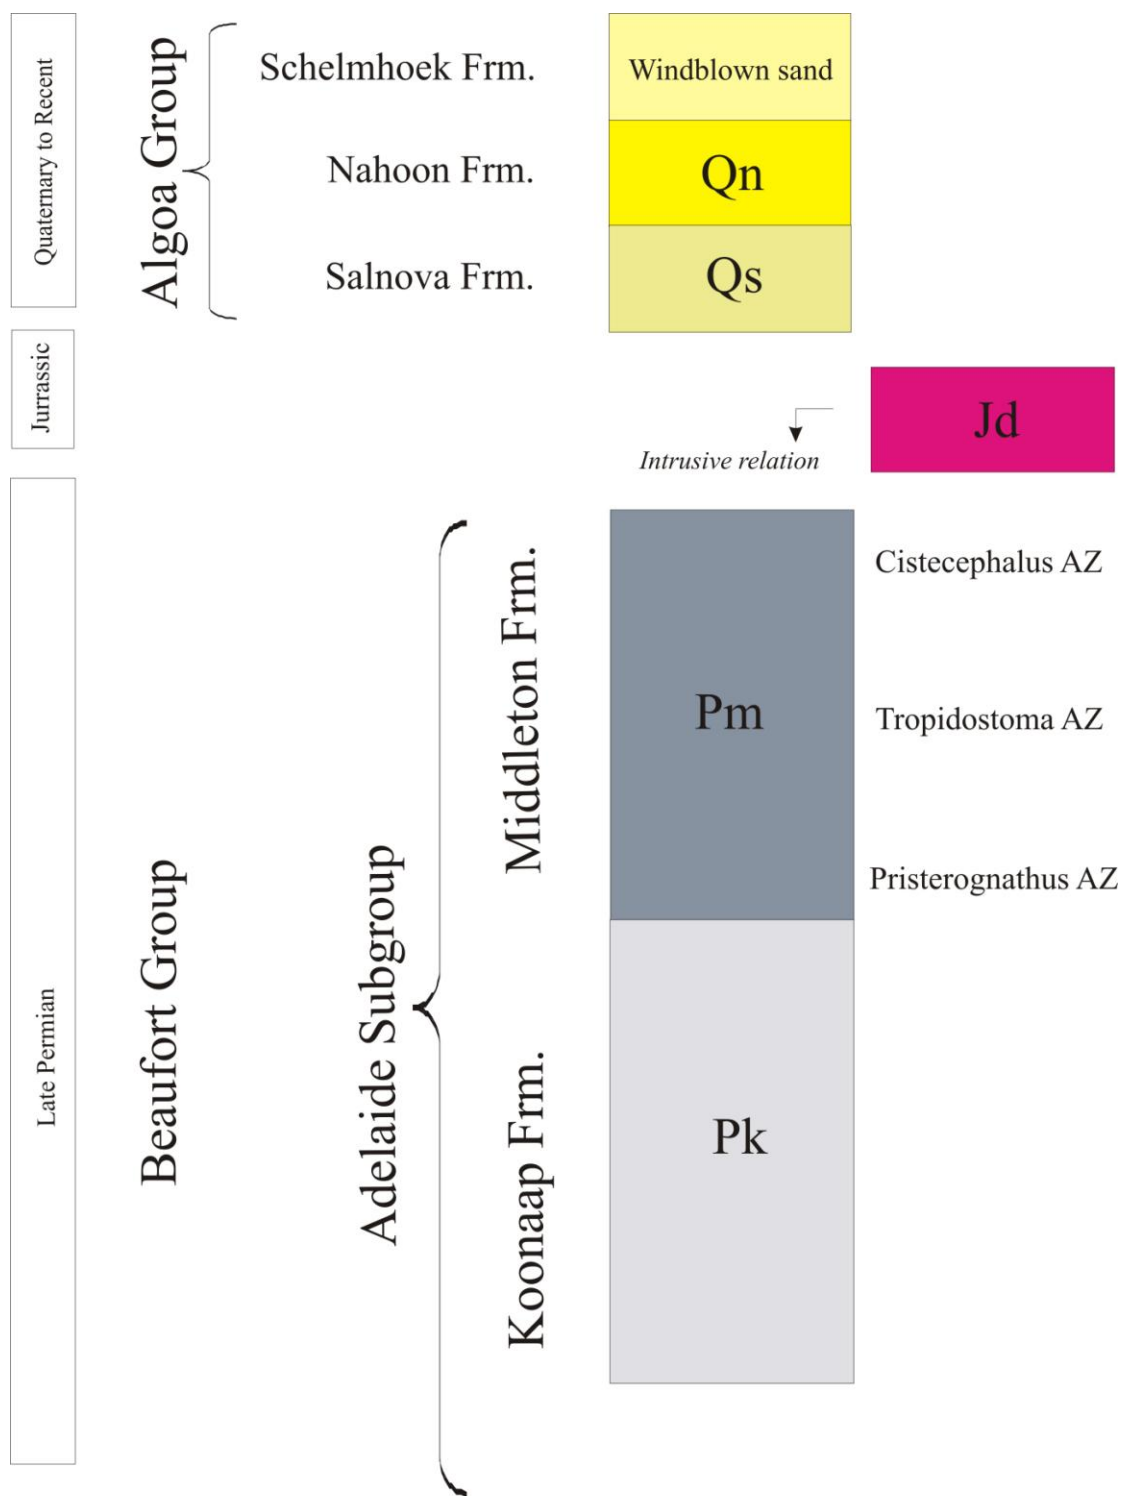 Quaternary to Recent
Algoa Group
Schelmhoek Frm.
Windblown sand
Nahoon Frm.
Qn
Salnova Frm.
Qs
Jurrassic
Jd
Intrusive relation
Late Permian
Beaufort Group
Adelaide Subgroup
Middleton Frm.
Pm
Cistecephalus AZ
Tropidostoma AZ
Pristerognathus AZ
Koonaap Frm.
Pk